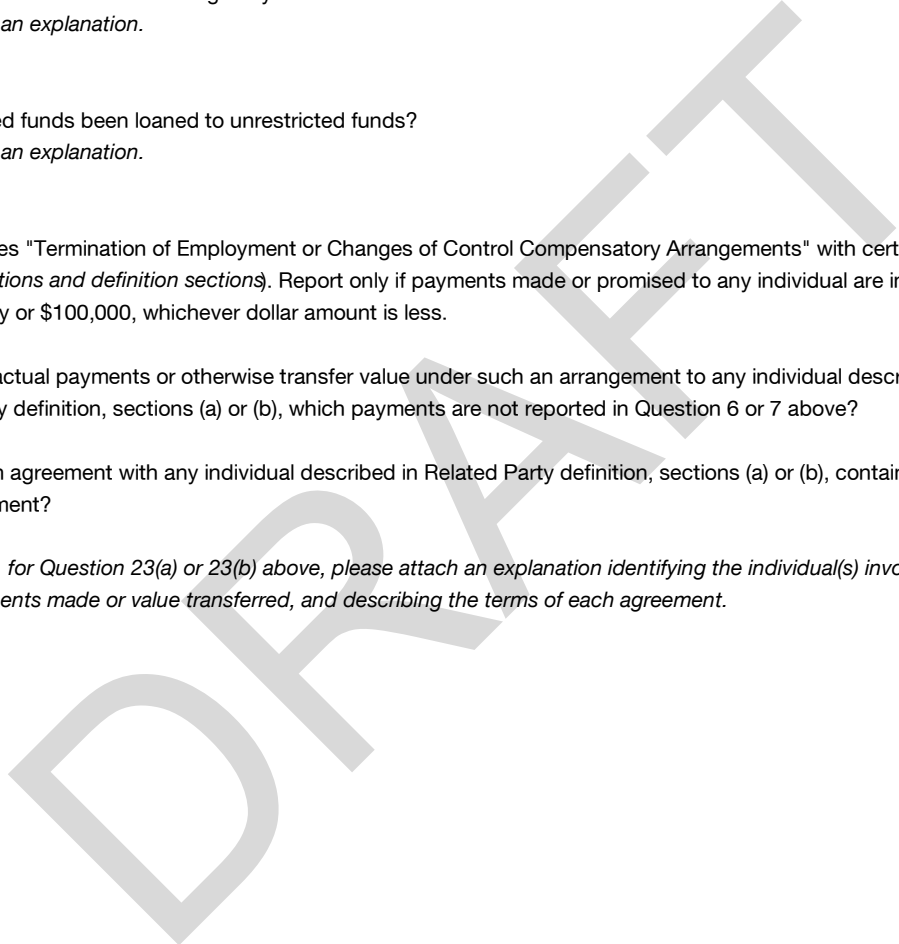 an explanation.
ed funds been loaned to unrestricted funds?
an explanation.
es "Termination of Employment or Changes of Control Compensatory Arrangements" with cert
tions and definition sections). Report only if payments made or promised to any individual are i
y or $100,000, whichever dollar amount is less.
actual payments or otherwise transfer value under such an arrangement to any individual descr
y definition, sections (a) or (b), which payments are not reported in Question 6 or 7 above?
agreement with any individual described in Related Party definition, sections (a) or (b), contai
ment?
for Question 23(a) or 23(b) above, please attach an explanation identifying the individual(s) invo
ents made or value transferred, and describing the terms of each agreement.
DRAFT